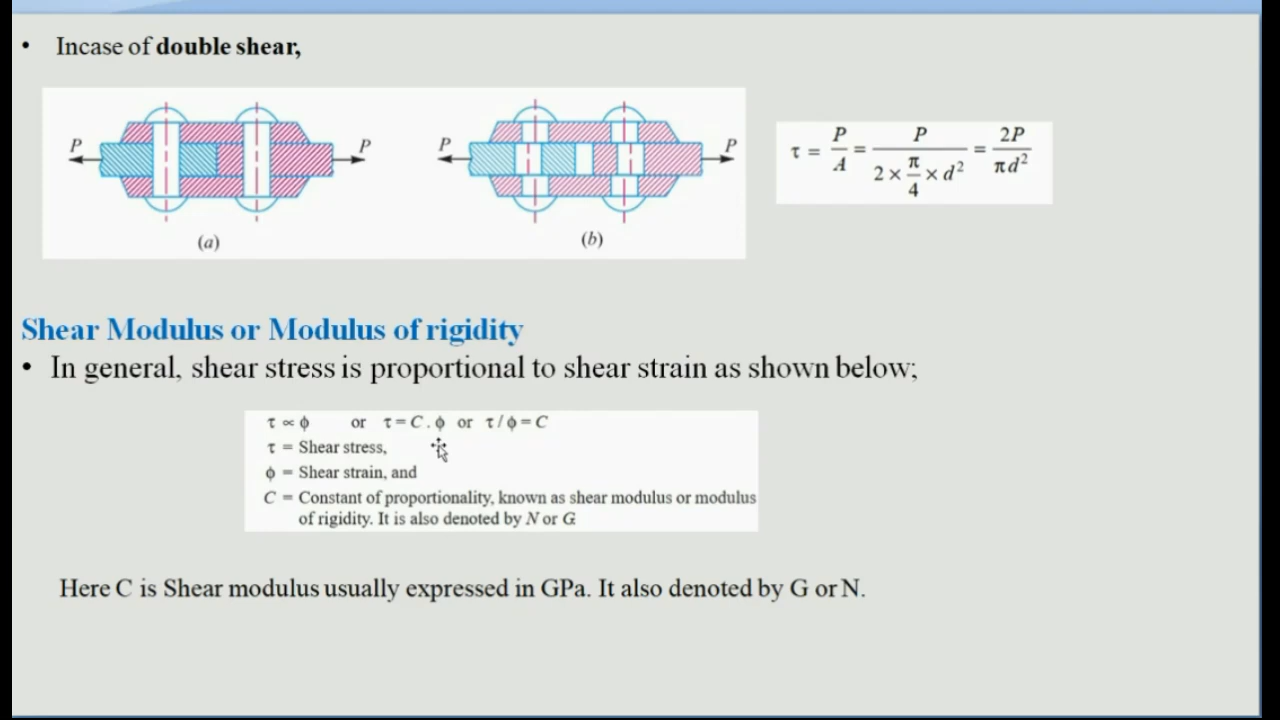 • Incase of double shear,
P P P P
(a) (b)
τ = P/A = P/(2 × π/4 × d²) = 2P/πd²
Shear Modulus or Modulus of rigidity
• In general, shear stress is proportional to shear strain as shown below;
τ ∝ ϕ or τ = C . ϕ or τ / ϕ = C
τ = Shear stress,
ϕ = Shear strain, and
C = Constant of proportionality, known as shear modulus or modulus
of rigidity. It is also denoted by N or G
Here C is Shear modulus usually expressed in GPa. It also denoted by G or N.